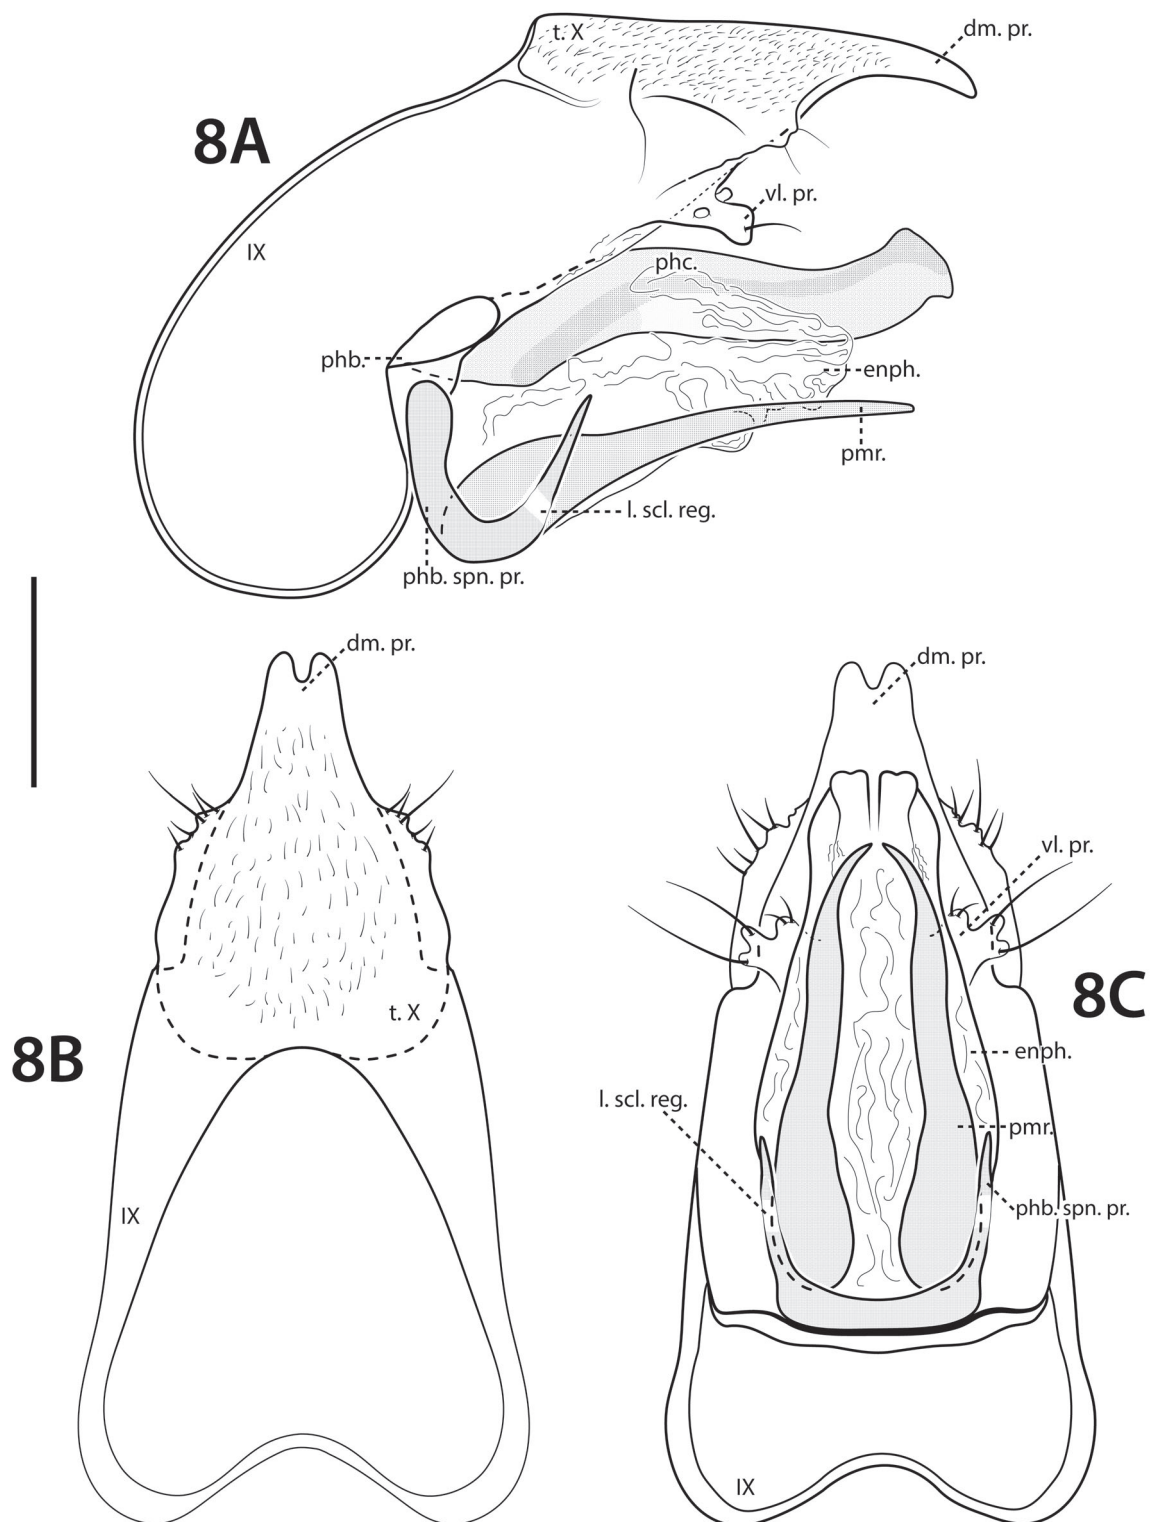 t. X
dm. pr.
8A
vl. pr.
IX
phc.
phb.
enph.
pmr.
l. scl. reg.
phb. spn. pr.
dm. pr.
t. X
8B
IX
dm. pr.
vl. pr.
8C
enph.
l. scl. reg.
pmr.
phb. spn. pr.
IX